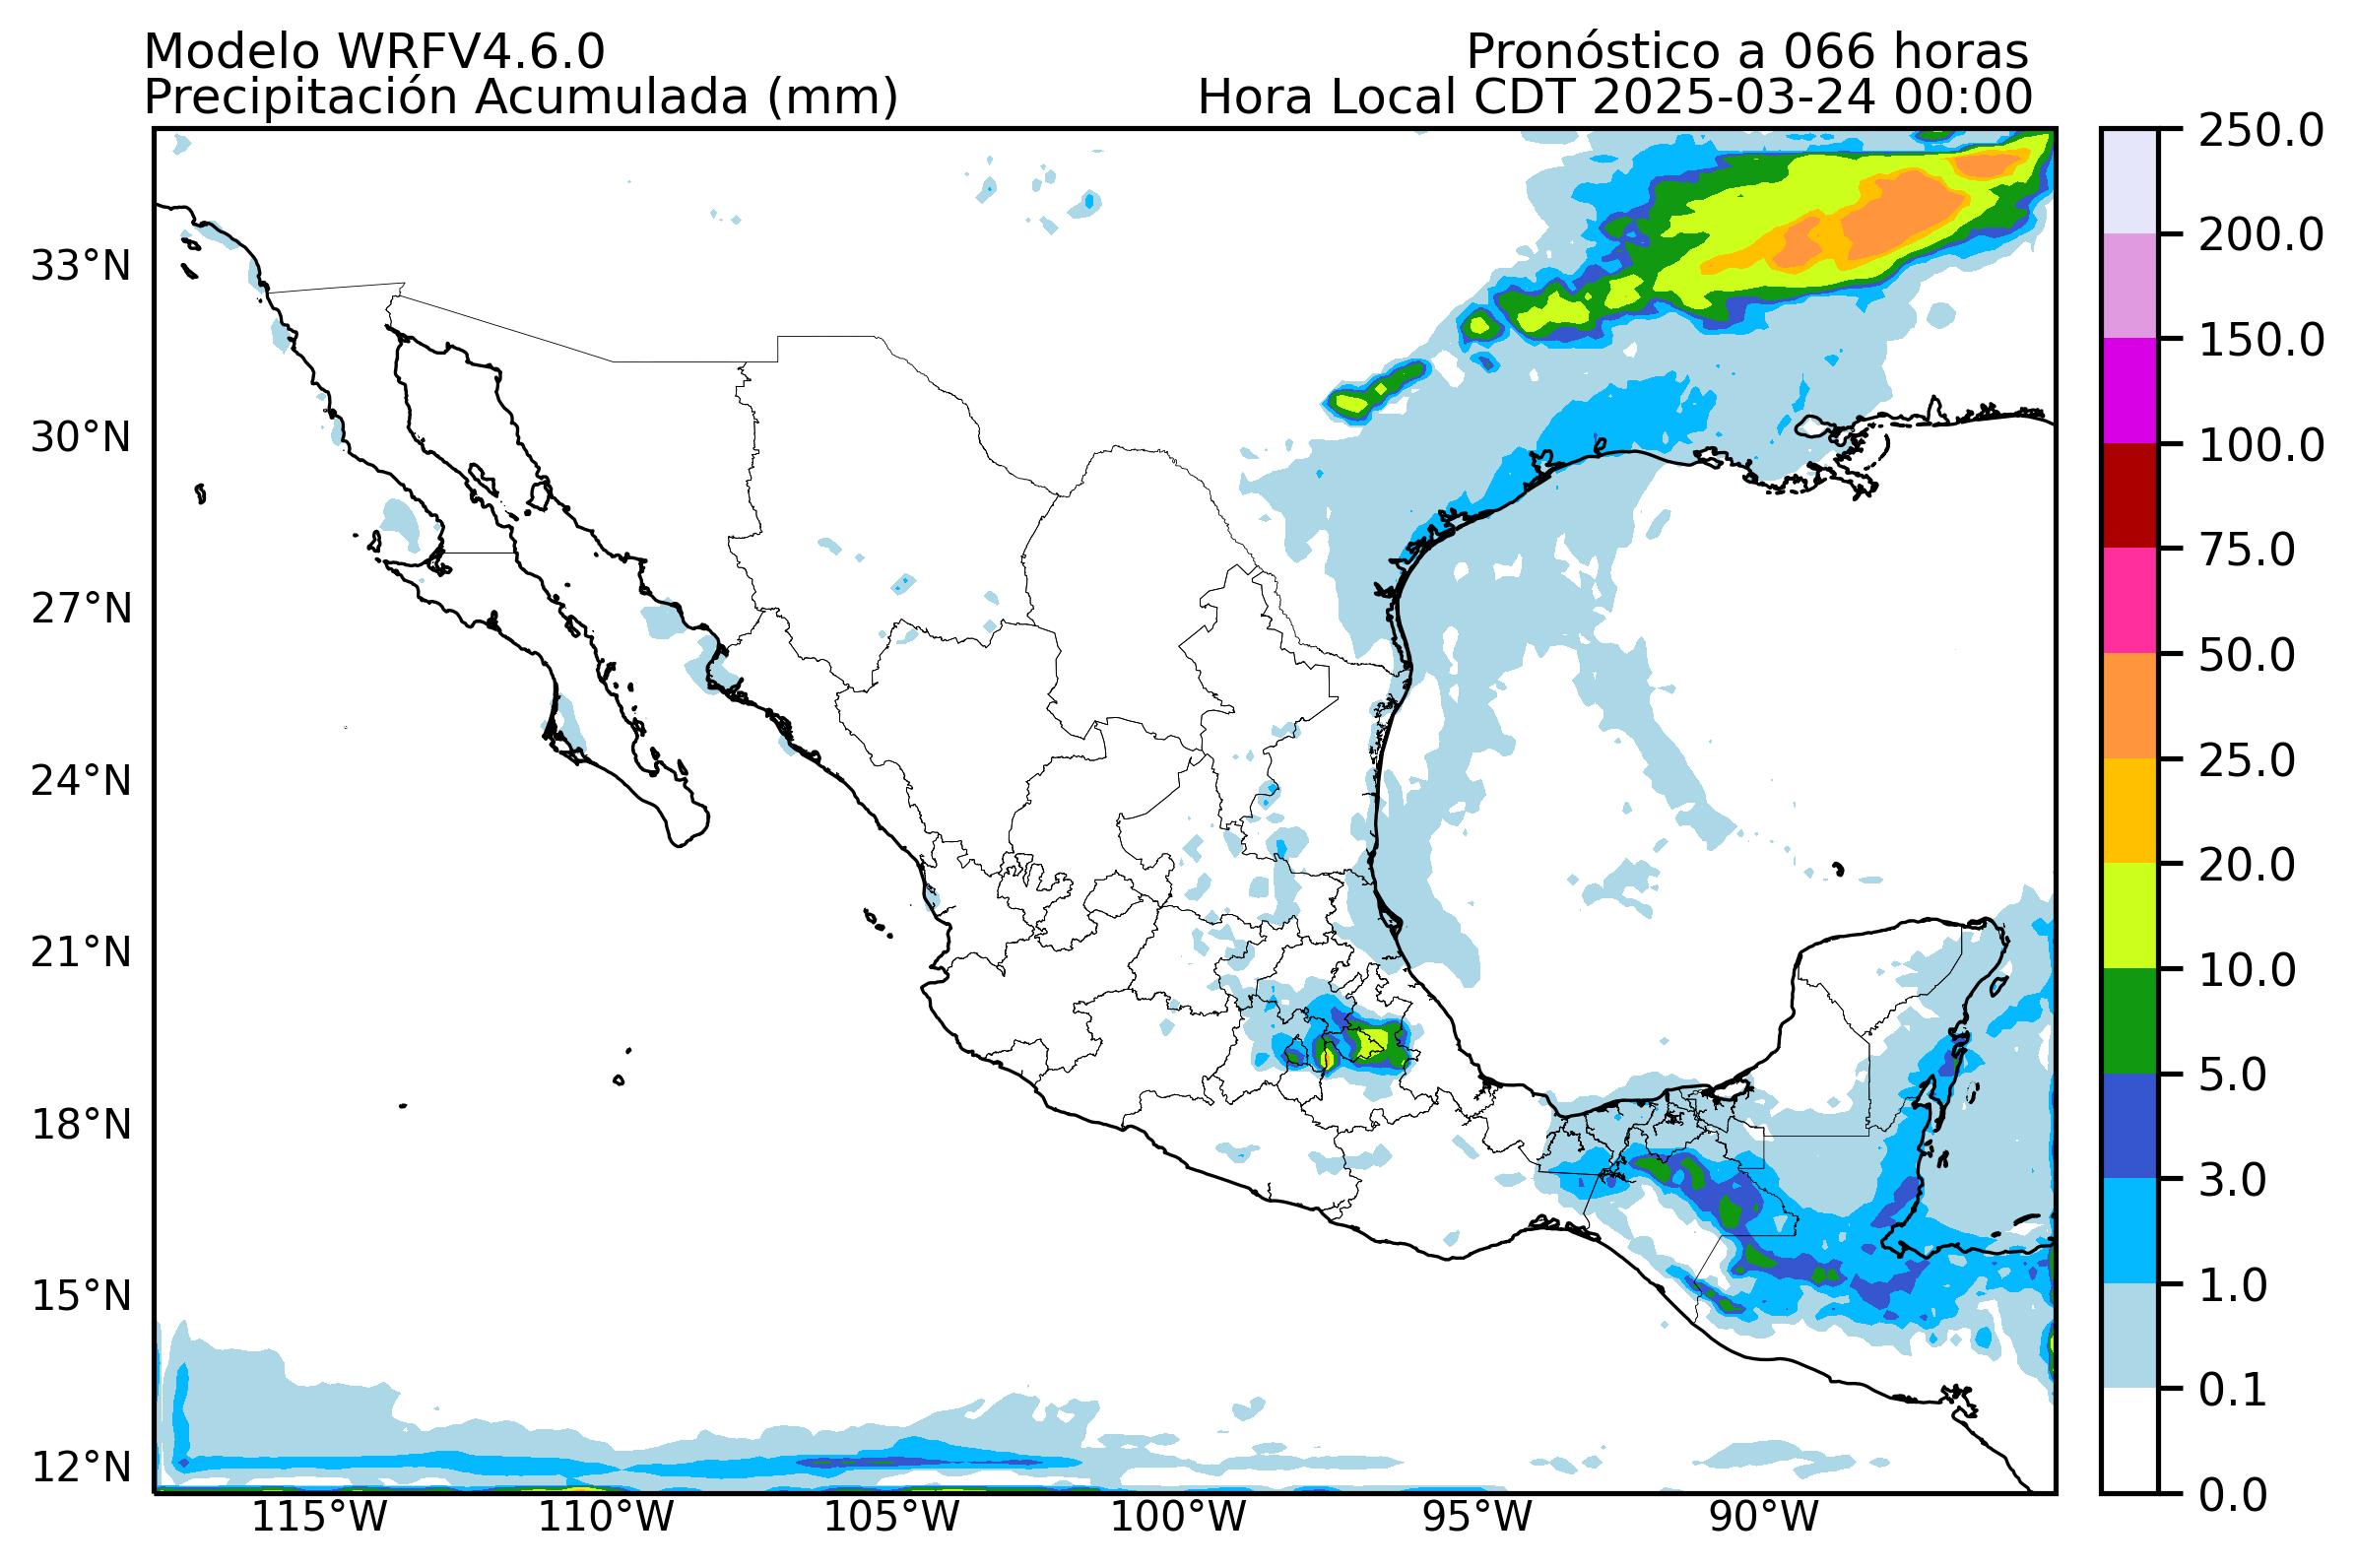 Modelo WRFV4.6.0
Pronóstico a 066 horas
Precipitación Acumulada (mm)
Hora Local CDT 2025-03-24 00:00
33°N
30°N
27°N
24°N
21°N
18°N
15°N
12°N
115°W
110°W
105°W
100°W
95°W
90°W
250.0
200.0
150.0
100.0
75.0
50.0
25.0
20.0
10.0
5.0
3.0
1.0
0.1
0.0